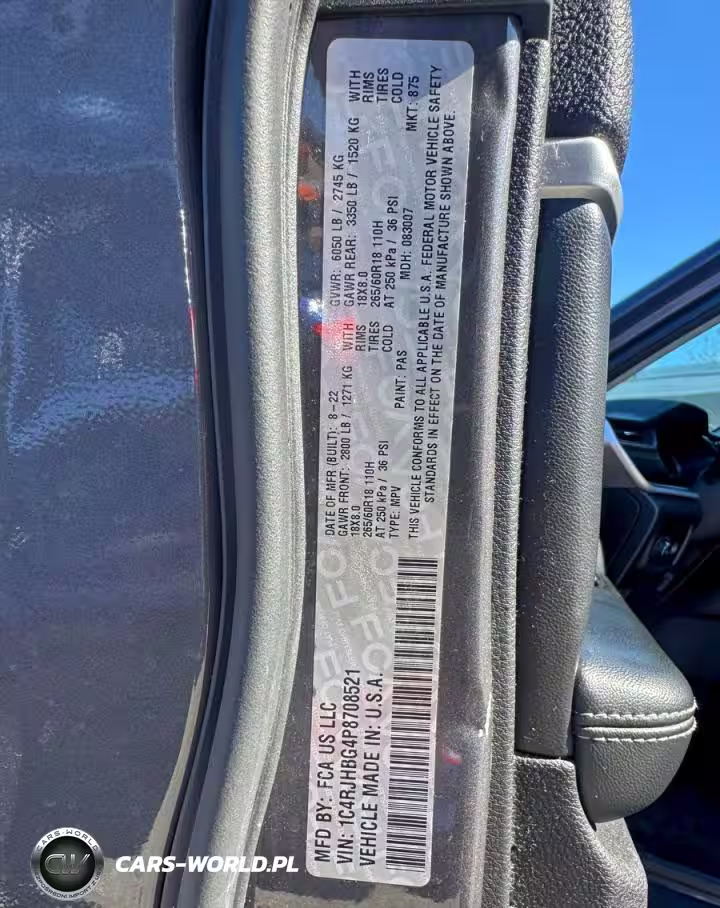 MFD BY: FCA US LLC
VIN: 1C4RJHBG4P8708521
VEHICLE MADE IN: U.S.A.
DATE OF MFR (BUILT): 8-22
GAWR FRONT: 2800 LB / 1271 KG WITH
18X8.0 RIMS
265/60R18 110H TIRES
AT 250 kPa / 36 PSI COLD
TYPE: MPV PAINT: PAS
GVWR: 6050 LB / 2745 KG
GAWR REAR: 3350 LB / 1520 KG WITH
18X8.0 RIMS
265/60R18 110H TIRES
AT 250 kPa / 36 PSI COLD
MDH: 083007 MKT: 875
THIS VEHICLE CONFORMS TO ALL APPLICABLE U.S.A. FEDERAL MOTOR VEHICLE SAFETY
STANDARDS IN EFFECT ON THE DATE OF MANUFACTURE SHOWN ABOVE.
CARS-WORLD
CW
CARS-WORLD.PL